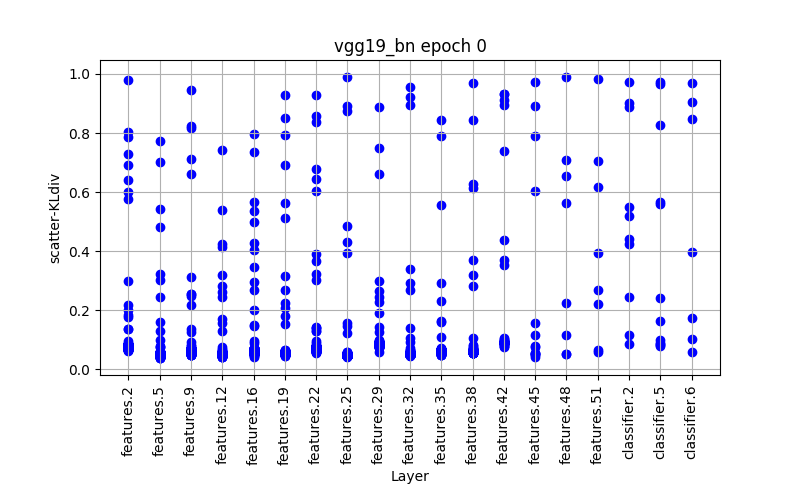 vgg19_bn epoch 0
scatter-KLdiv
1.0
0.8
0.6
0.4
0.2
0.0
features.2
features.5
features.9
features.12
features.16
features.19
features.22
features.25
features.29
features.32
features.35
features.38
features.42
features.45
features.48
features.51
classifier.2
classifier.5
classifier.6
Layer